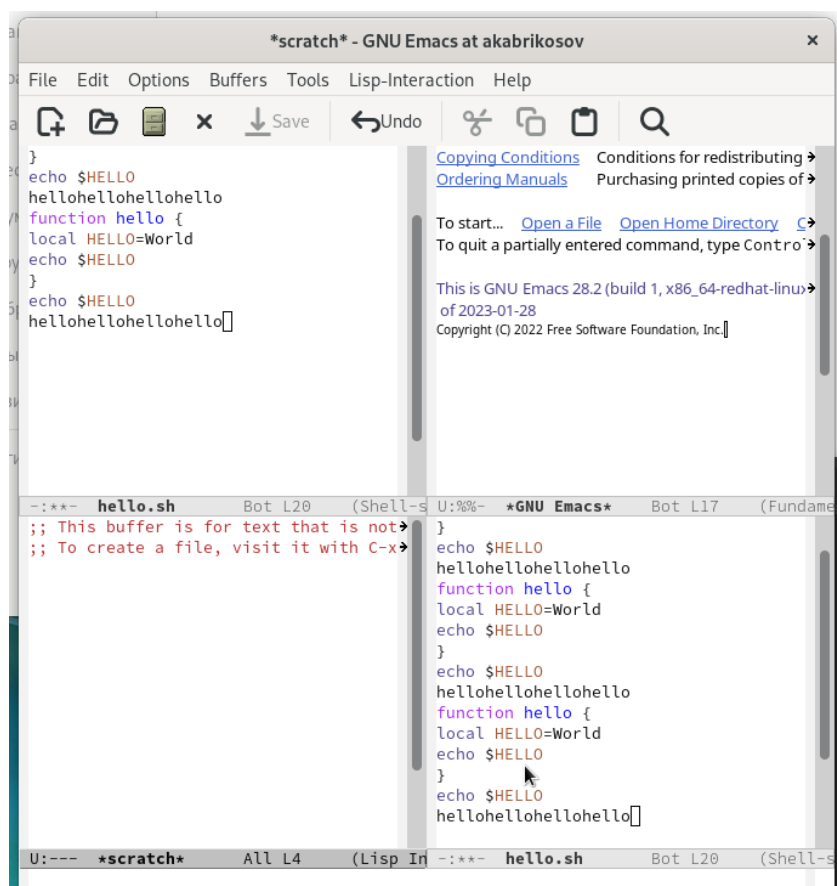 *scratch* - GNU Emacs at akabrikosov
File Edit Options Buffers Tools Lisp-Interaction Help
Save Undo
}
echo $HELLO
hellohellohellohello
function hello {
local HELLO=World
echo $HELLO
}
echo $HELLO
hellohellohellohello
-:**- hello.sh Bot L20 (Shell-s
Copying Conditions Conditions for redistributing
Ordering Manuals Purchasing printed copies of
To start... Open a File Open Home Directory C
To quit a partially entered command, type Contro
This is GNU Emacs 28.2 (build 1, x86_64-redhat-linux
of 2023-01-28
Copyright (C) 2022 Free Software Foundation, Inc.
U:%%- *GNU Emacs* Bot L17 (Fundame
;; This buffer is for text that is not
;; To create a file, visit it with C-x
U:--- *scratch* All L4 (Lisp In
}
echo $HELLO
hellohellohellohello
function hello {
local HELLO=World
echo $HELLO
}
echo $HELLO
hellohellohellohello
function hello {
local HELLO=World
echo $HELLO
}
echo $HELLO
hellohellohellohello
-:**- hello.sh Bot L20 (Shell-s